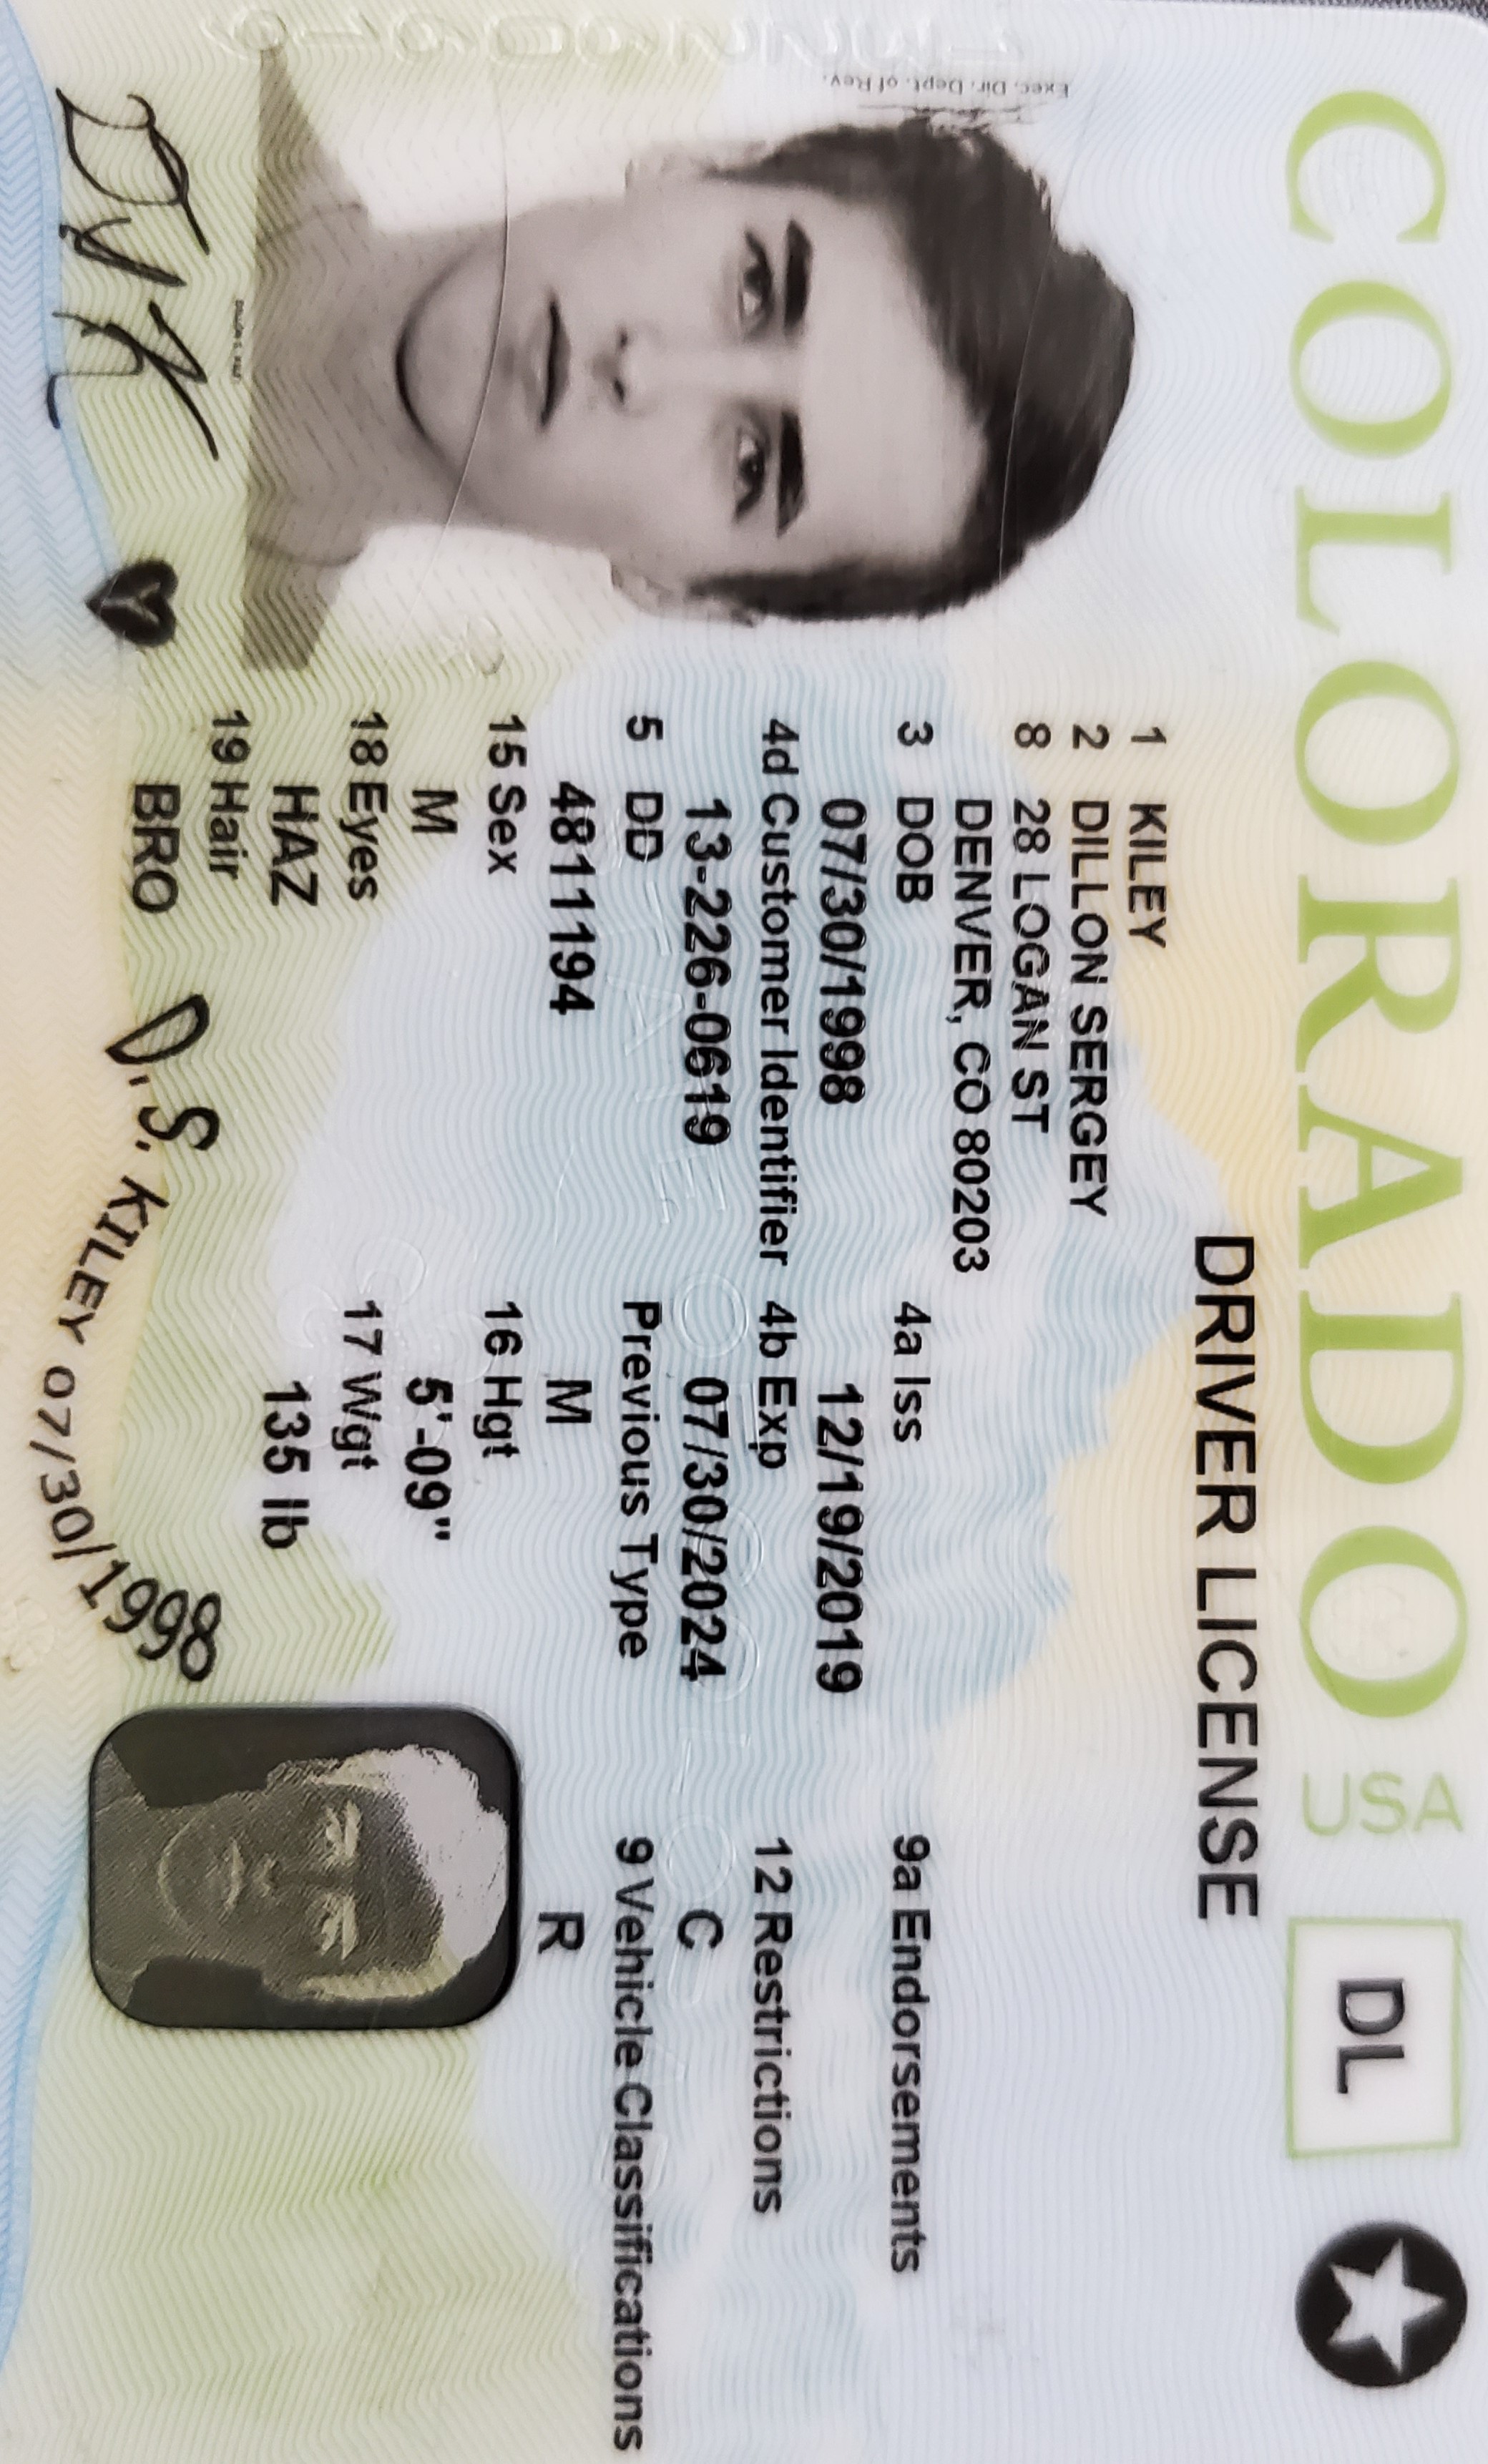 COLORADO USA DL
DRIVER LICENSE
1 KILEY
2 DILLON SERGEY
8 28 LOGAN ST
DENVER, CO 80203
3 DOB
07/30/1998
4a Iss
12/19/2019
9a Endorsements
4d Customer Identifier
13-226-0619
4b Exp
07/30/2024
12 Restrictions
C
5 DD
4811194
Previous Type
M
9 Vehicle Classifications
R
15 Sex
M
16 Hgt
5'-09"
18 Eyes
HAZ
17 Wgt
135 lb
19 Hair
BRO
D. S. KILEY 07/30/1998
Exec. Dir. Dept. of Rev.